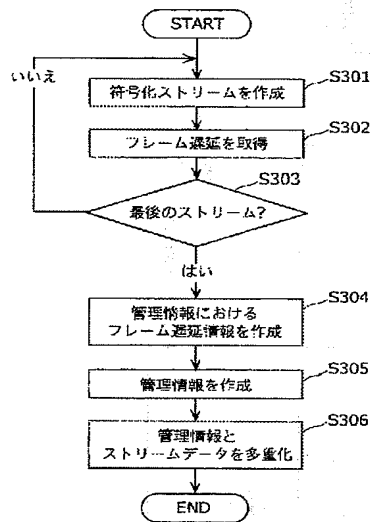 START
いいえ
符号化ストリームを作成
S301
フレーム遅延を取得
S302
最後のストリーム?
S303
はい
管理情報における
フレーム遅延情報を作成
S304
管理情報を作成
S305
管理情報と
ストリームデータを多重化
S306
END